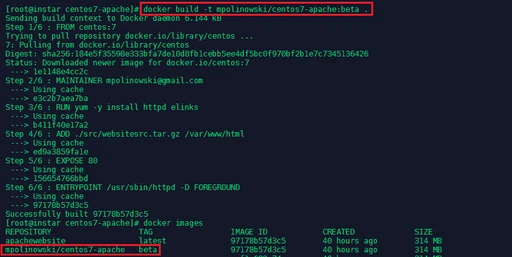 [root@instar centos7-apache]# docker build -t mpolinowski/centos7-apache:beta .
Sending build context to Docker daemon 6.144 kB
Step 1/6 : FROM centos:7
Trying to pull repository docker.io/library/centos ...
7: Pulling from docker.io/library/centos
Digest: sha256:184e5f35598e333bfa7de10d8fb1cebb5ee4df5bc0f970bf2b1e7c7345136426
Status: Downloaded newer image for docker.io/centos:7
---> 1e1148e4cc2c
Step 2/6 : MAINTAINER mpolinowski@gmail.com
---> Using cache
---> e3c2b7aea7ba
Step 3/6 : RUN yum -y install httpd elinks
---> Using cache
---> b411f40e17a2
Step 4/6 : ADD ./src/websitesrc.tar.gz /var/www/html
---> Using cache
---> ed9a3859fa1e
Step 5/6 : EXPOSE 80
---> Using cache
---> 156654766bbd
Step 6/6 : ENTRYPOINT /usr/sbin/httpd -D FOREGROUND
---> Using cache
---> 97178b57d3c5
Successfully built 97178b57d3c5
[root@instar centos7-apache]# docker images
REPOSITORY TAG IMAGE ID CREATED SIZE
apachewebsite latest 97178b57d3c5 40 hours ago 314 MB
mpolinowski/centos7-apache beta 97178b57d3c5 40 hours ago 314 MB